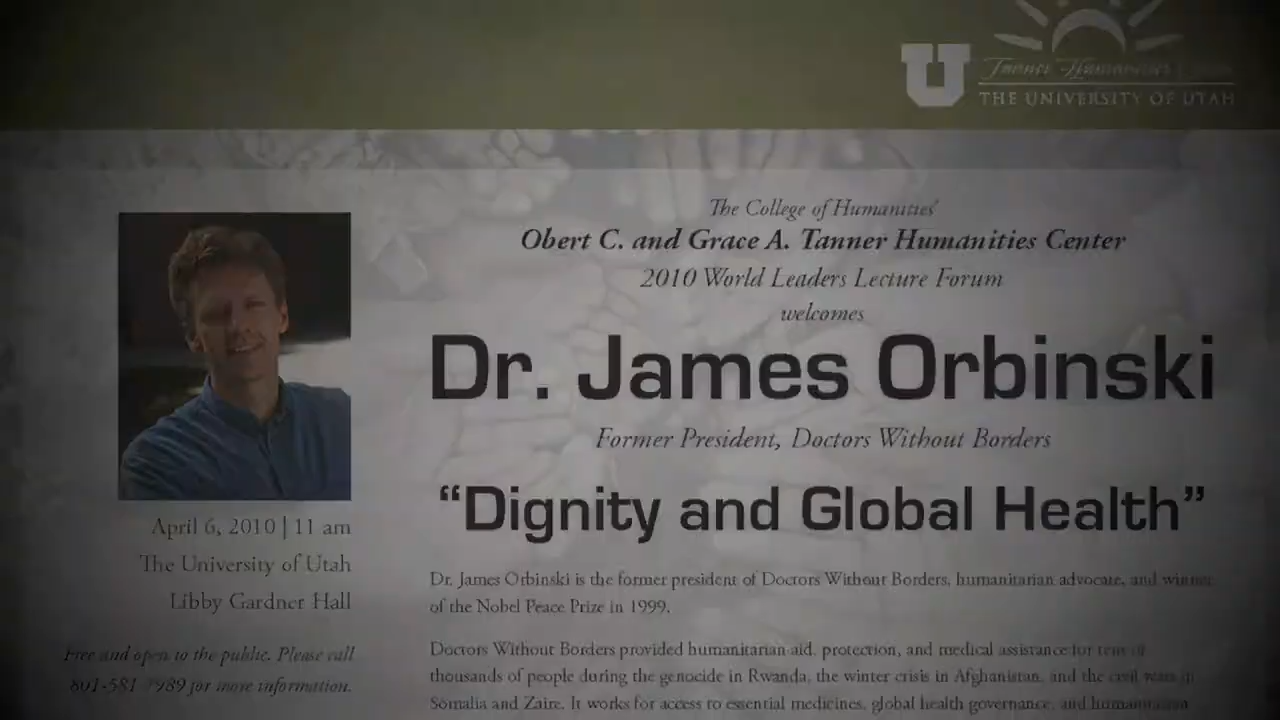 U
Tanner Humanities
THE UNIVERSITY OF UTAH
The College of Humanities'
Obert C. and Grace A. Tanner Humanities Center
2010 World Leaders Lecture Forum
welcomes
Dr. James Orbinski
Former President, Doctors Without Borders
“Dignity and Global Health”
April 6, 2010 | 11 am
The University of Utah
Libby Gardner Hall
Free and open to the public. Please call
801-581-7989 for more information.
Dr. James Orbinski is the former president of Doctors Without Borders, humanitarian advocate, and winner
of the Nobel Peace Prize in 1999.
Doctors Without Borders provided humanitarian aid, protection, and medical assistance for tens of
thousands of people during the genocide in Rwanda, the winter crisis in Afghanistan, and the civil wars in
Somalia and Zaire. It works for access to essential medicines, global health governance, and humanitarian